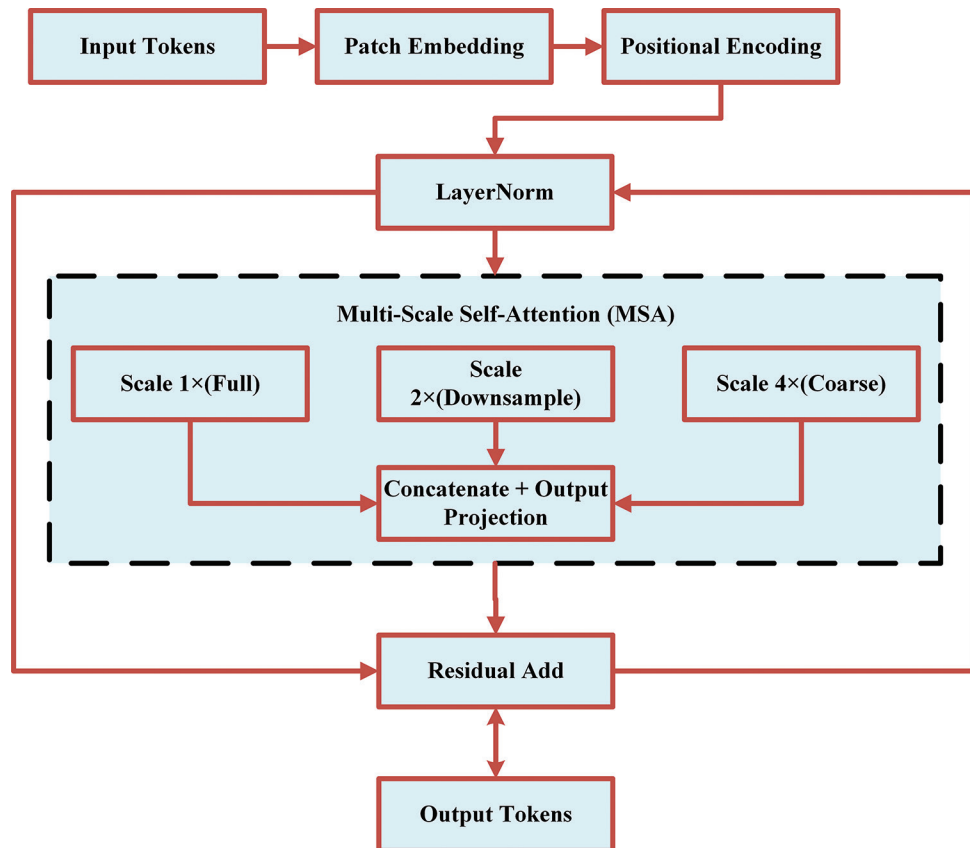 Input Tokens
Patch Embedding
Positional Encoding
LayerNorm
Multi-Scale Self-Attention (MSA)
Scale 1×(Full)
Scale
2×(Downsample)
Scale 4×(Coarse)
Concatenate + Output
Projection
Residual Add
Output Tokens